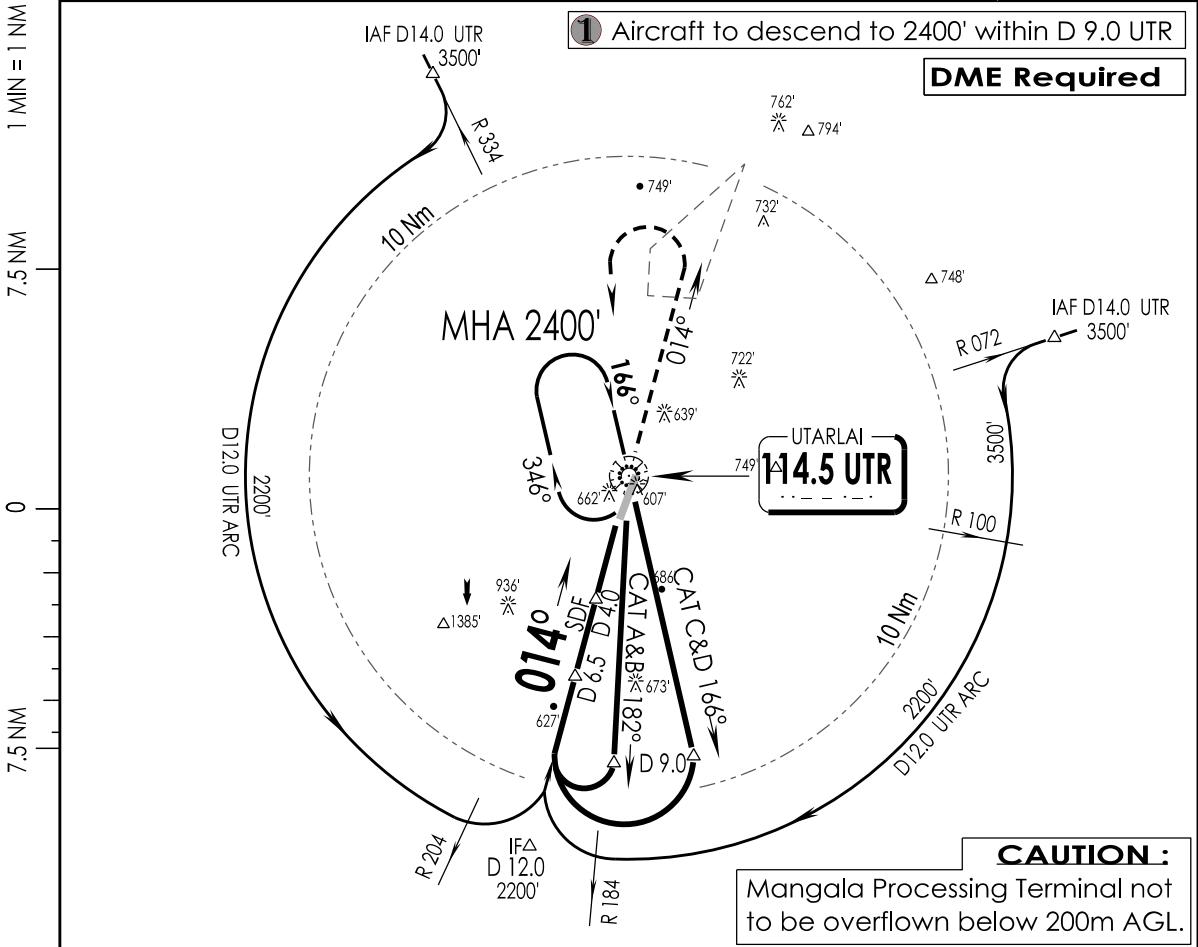 1 MIN = 1 NM
7.5 NM
0
7.5 NM
IAF D14.0 UTR
3500'
1 Aircraft to descend to 2400' within D 9.0 UTR
DME Required
R 334
762'
794'
749'
732'
10 Nm
748'
IAF D14.0 UTR
3500'
R 072
MHA 2400'
014°
166°
722'
639'
346°
UTARLAI
749'
114.5 UTR
3500'
662'
607'
D12.0 UTR ARC
2200'
R 100
936'
1385'
014°
SDF
D 4.0
D 6.5
CAT A&B 182°
686'
CAT C&D 166°
673'
627'
D 9.0
10 Nm
2200'
D12.0 UTR ARC
R 204
IF
D 12.0
2200'
R 184
CAUTION :
Mangala Processing Terminal not
to be overflown below 200m AGL.